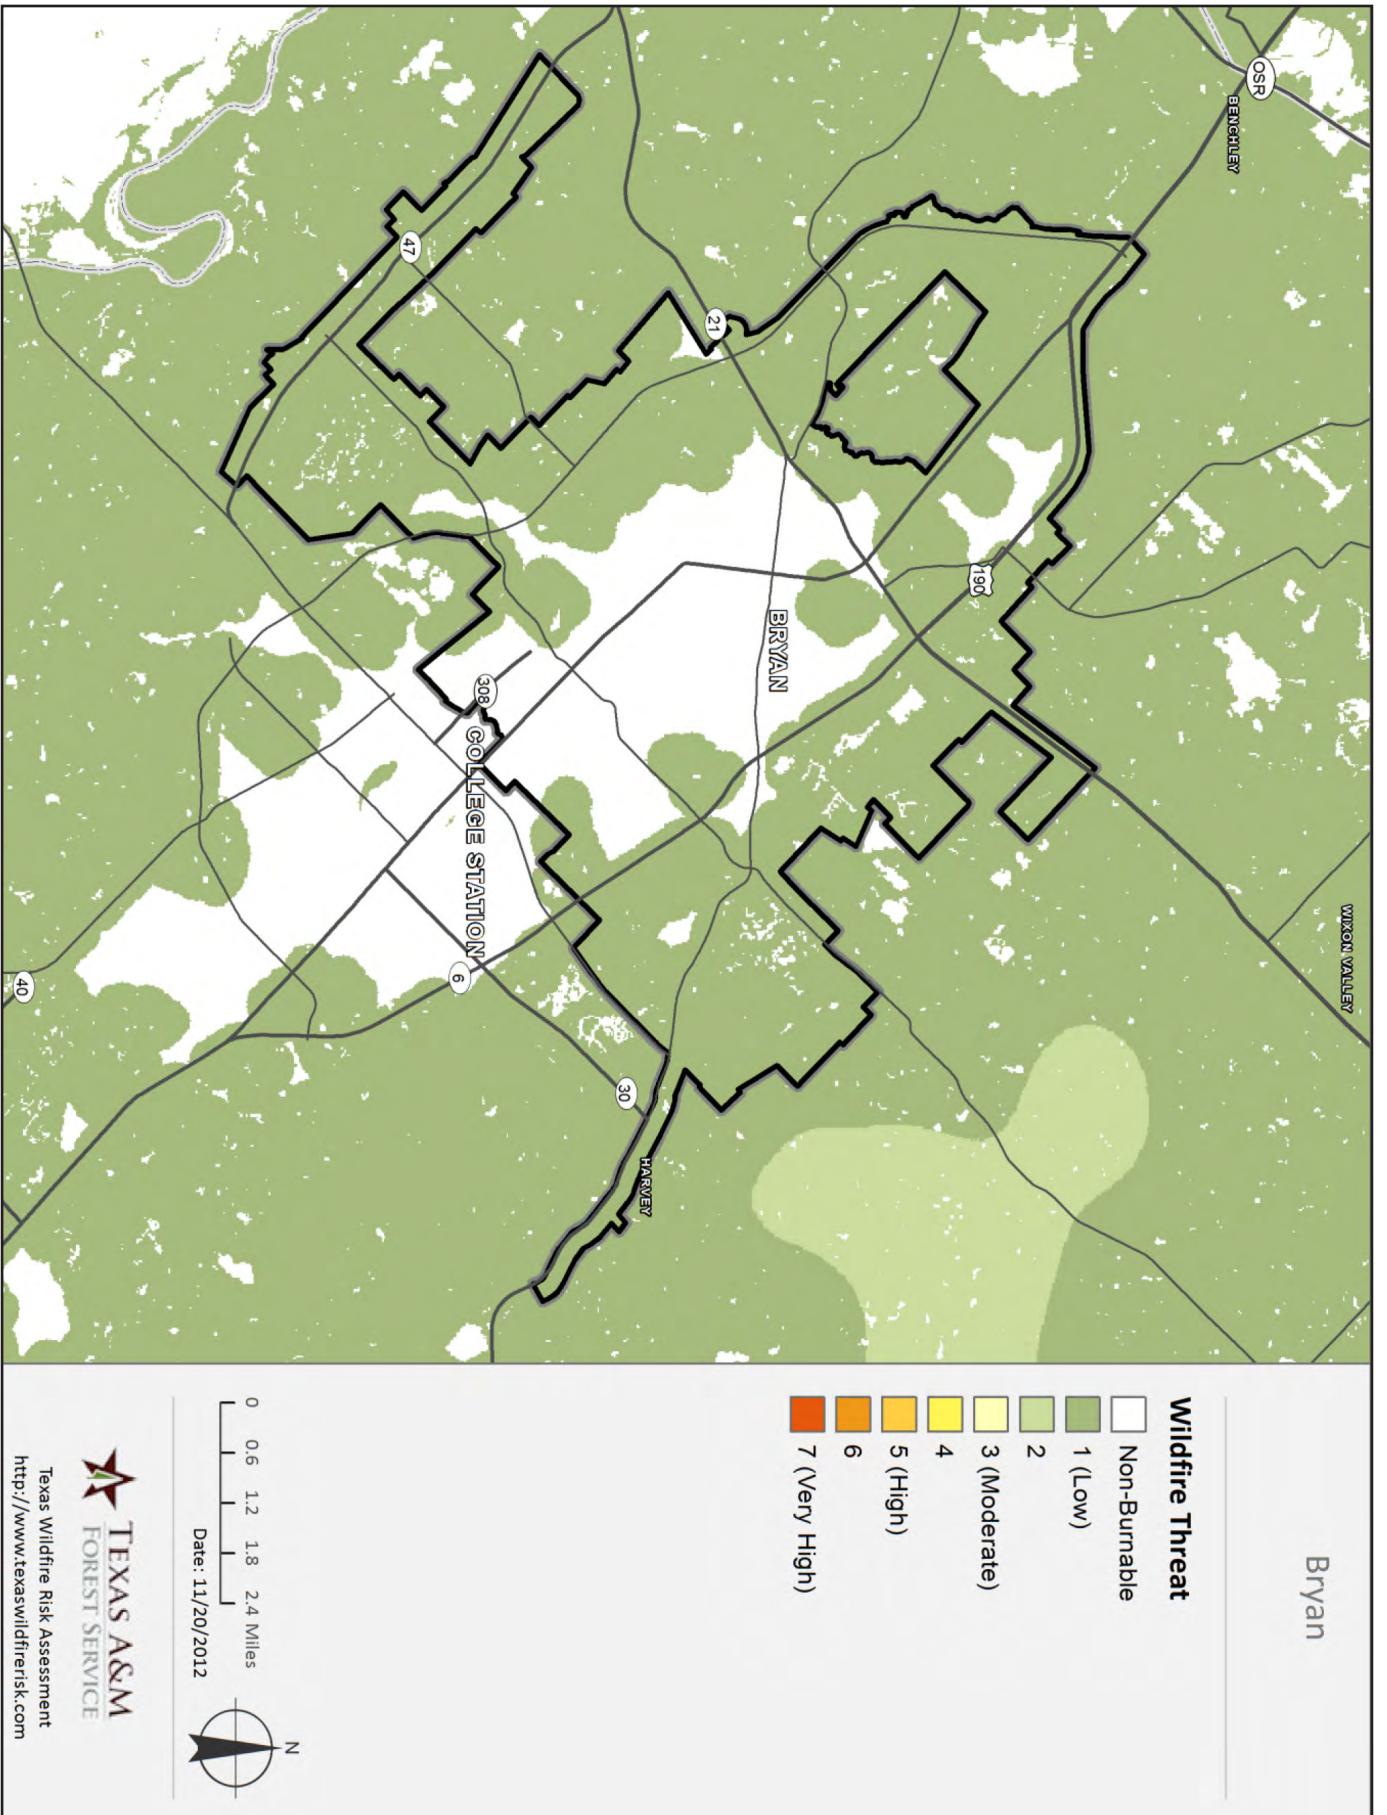 Bryan
Wildfire Threat
Non-Burnable
1 (Low)
2
3 (Moderate)
4
5 (High)
6
7 (Very High)
0 0.6 1.2 1.8 2.4 Miles
Date: 11/20/2012
N
TEXAS A&M
FOREST SERVICE
Texas Wildfire Risk Assessment
http://www.texaswildfirerisk.com
OSR
BENCHLEY
WIXON VALLEY
190
21
BRYAN
47
308
COLLEGE STATION
30
HARVEY
6
40